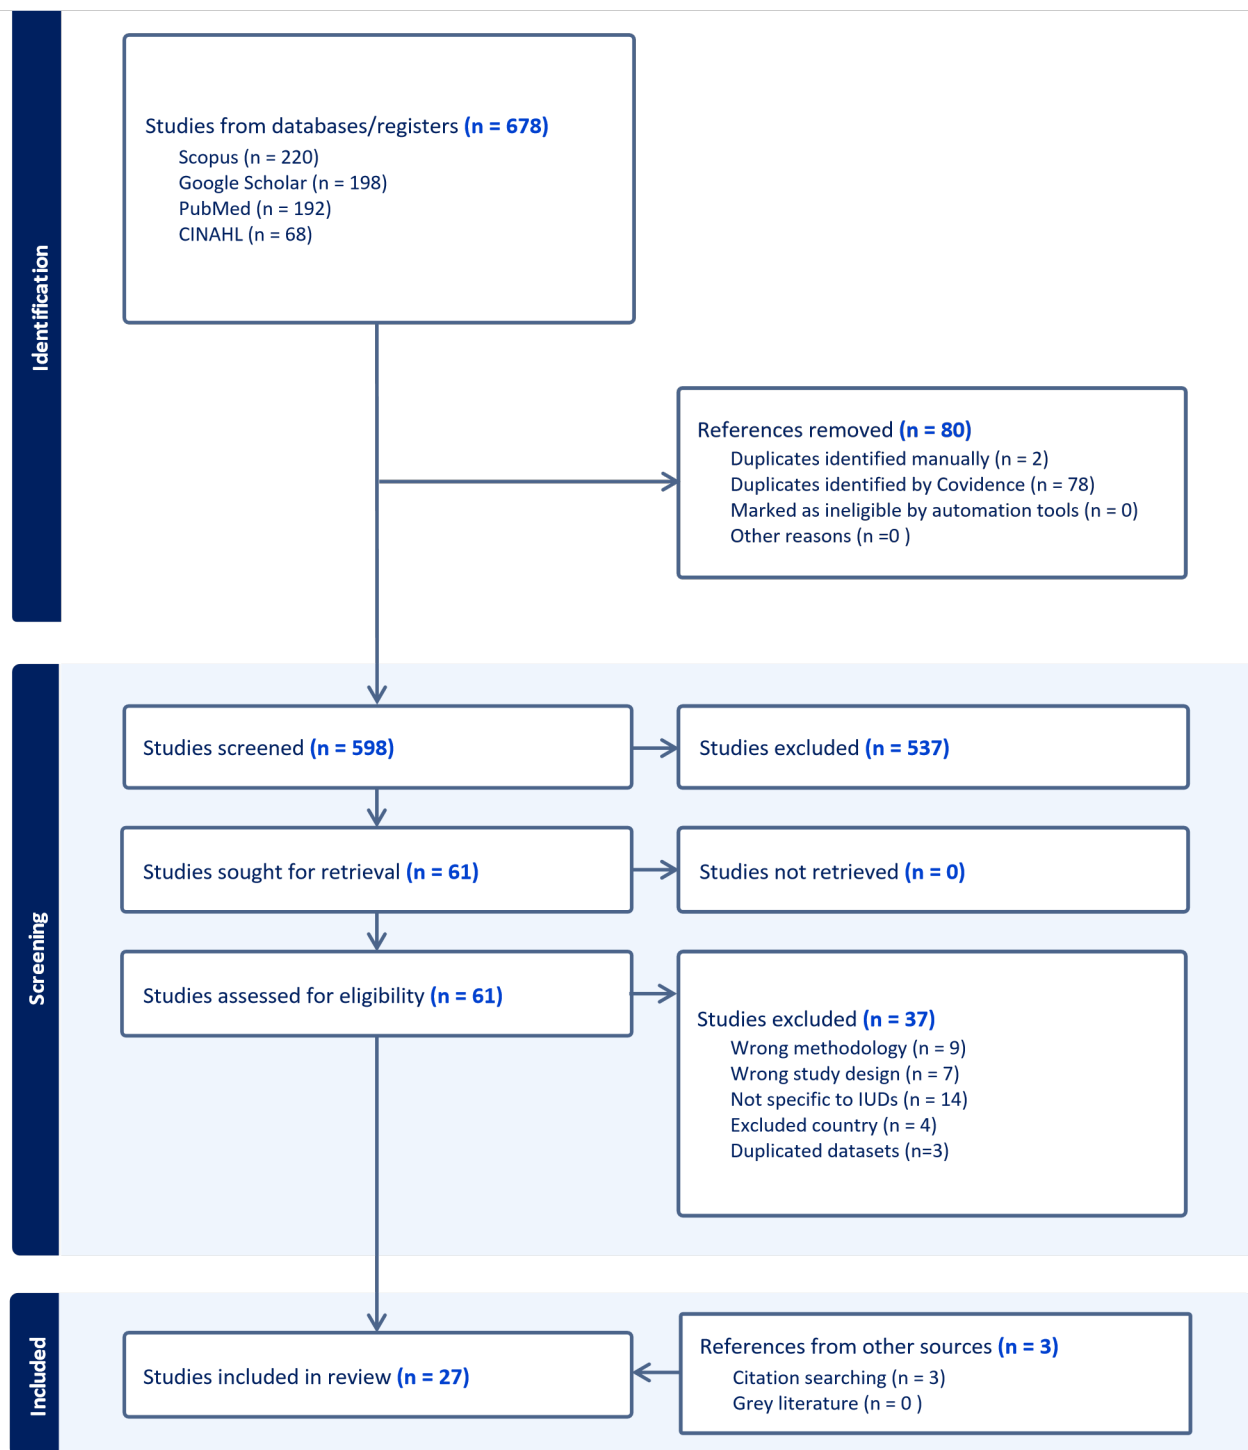 Identification
Studies from databases/registers (n = 678)
Scopus (n = 220)
Google Scholar (n = 198)
PubMed (n = 192)
CINAHL (n = 68)
References removed (n = 80)
Duplicates identified manually (n = 2)
Duplicates identified by Covidence (n = 78)
Marked as ineligible by automation tools (n = 0)
Other reasons (n =0 )
Screening
Studies screened (n = 598)
Studies excluded (n = 537)
Studies sought for retrieval (n = 61)
Studies not retrieved (n = 0)
Studies assessed for eligibility (n = 61)
Studies excluded (n = 37)
Wrong methodology (n = 9)
Wrong study design (n = 7)
Not specific to IUDs (n = 14)
Excluded country (n = 4)
Duplicated datasets (n=3)
Included
Studies included in review (n = 27)
References from other sources (n = 3)
Citation searching (n = 3)
Grey literature (n = 0 )